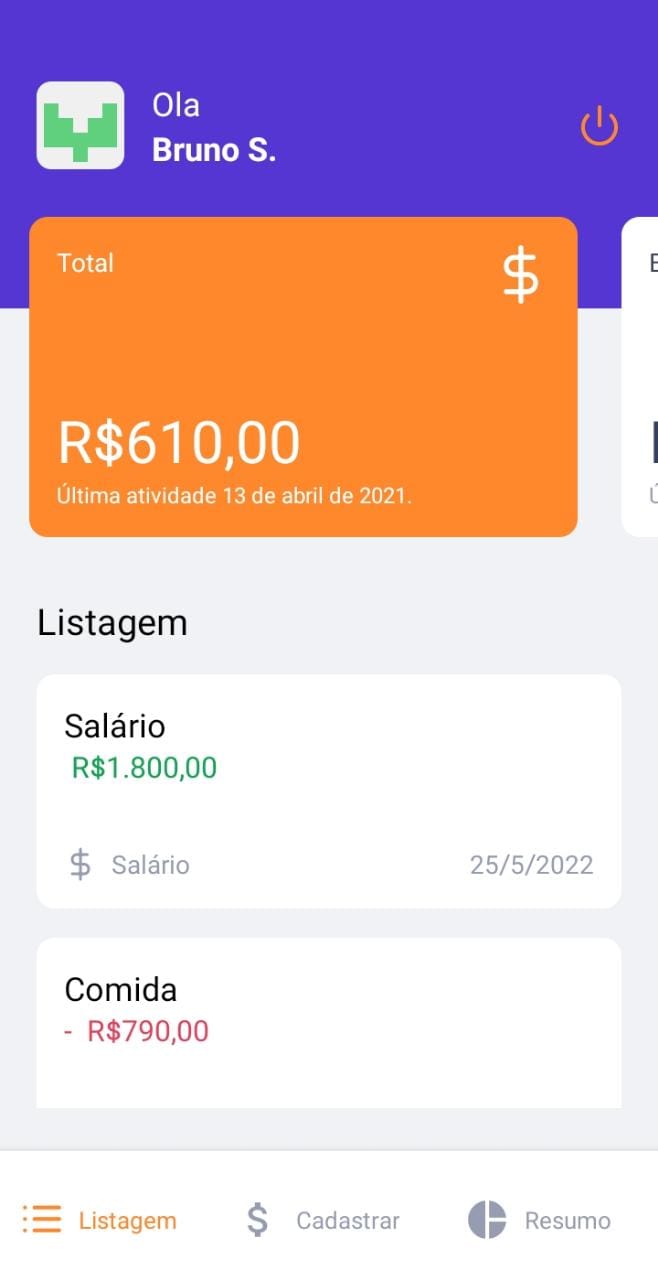 Ola
Bruno S.
Total
R$610,00
Última atividade 13 de abril de 2021.
Listagem
Salário
R$1.800,00
Salário
25/5/2022
Comida
- R$790,00
Listagem
Cadastrar
Resumo